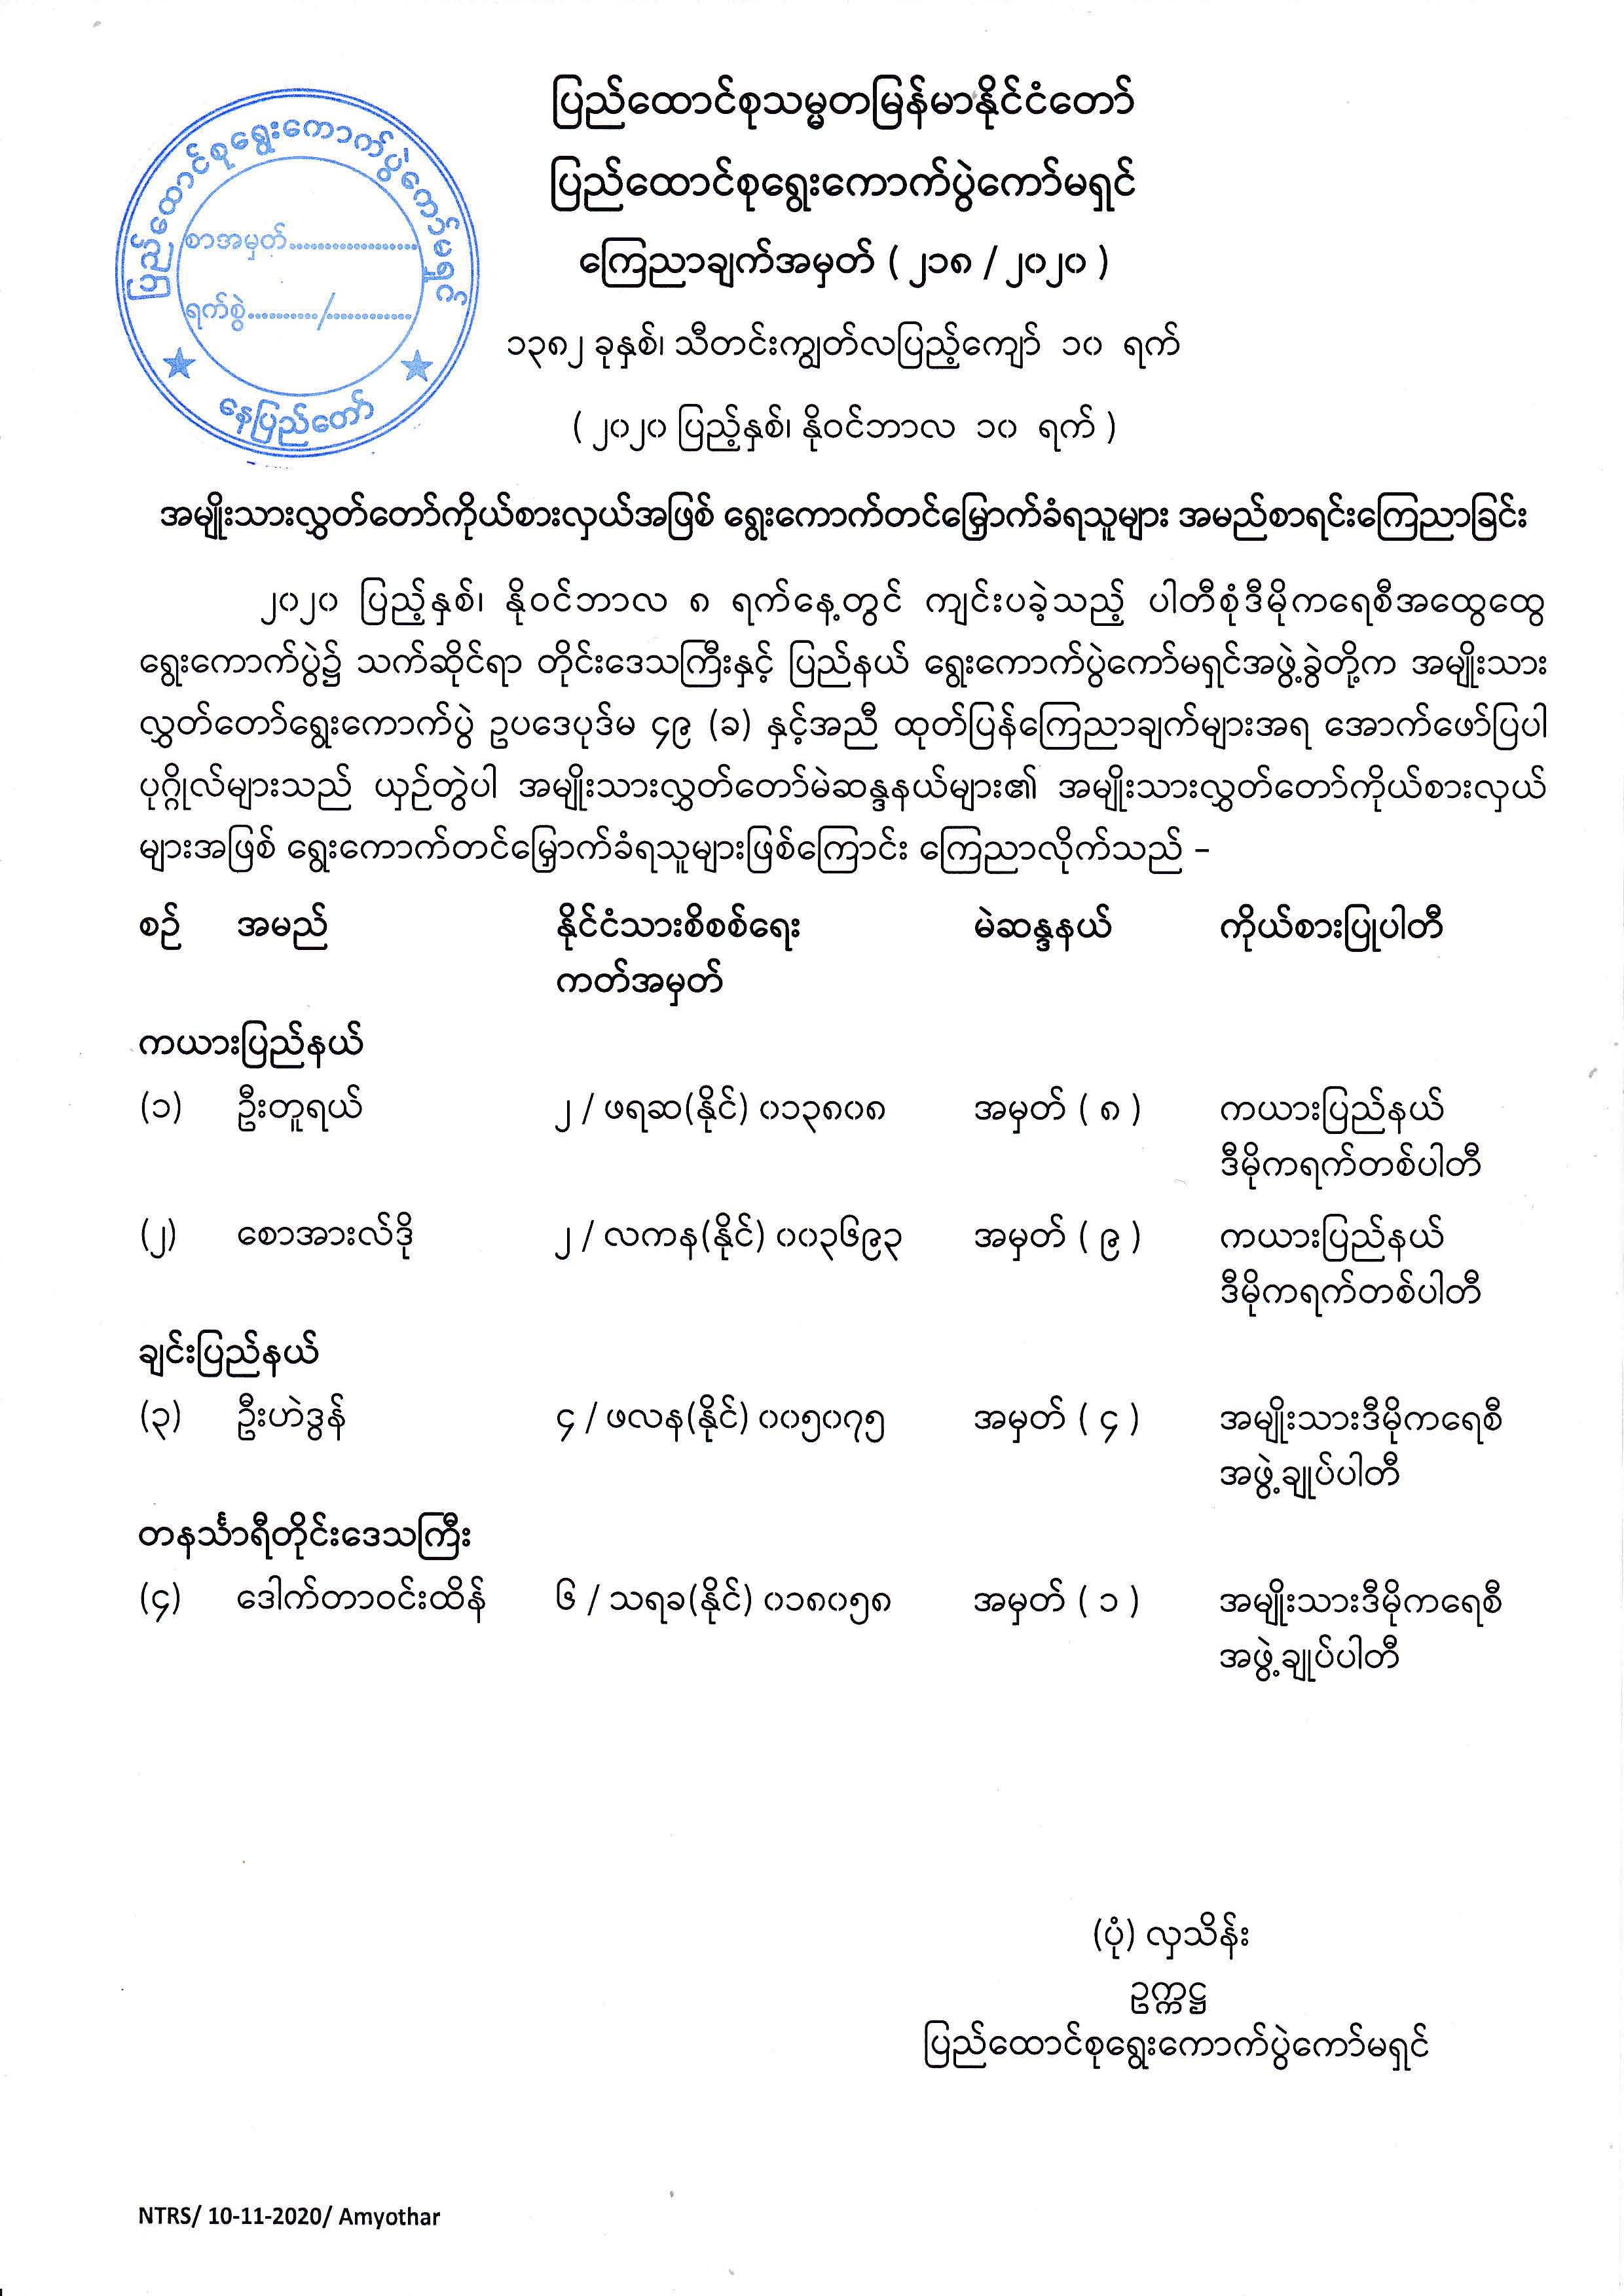 ပြည်ထောင်စုသမ္မတမြန်မာနိုင်ငံတော်
ပြည်ထောင်စုရွေးကောက်ပွဲကော်မရှင်
ကြေညာချက်အမှတ် ( ၂၁၈ / ၂၀၂၀ )
၁၃၈၂ ခုနှစ်၊ သီတင်းကျွတ်လပြည့်ကျော် ၁၀ ရက်
( ၂၀၂၀ ပြည့်နှစ်၊ နိုဝင်ဘာလ ၁၀ ရက် )
ပြည်ထောင်စုရွေးကောက်ပွဲကော်မရှင်
စာအမှတ်....................
ရက်စွဲ.........../.............
နေပြည်တော်
အမျိုးသားလွှတ်တော်ကိုယ်စားလှယ်အဖြစ် ရွေးကောက်တင်မြှောက်ခံရသူများ အမည်စာရင်းကြေညာခြင်း
၂၀၂၀ ပြည့်နှစ်၊ နိုဝင်ဘာလ ၈ ရက်နေ့တွင် ကျင်းပခဲ့သည့် ပါတီစုံဒီမိုကရေစီအထွေထွေ
ရွေးကောက်ပွဲ၌ သက်ဆိုင်ရာ တိုင်းဒေသကြီးနှင့် ပြည်နယ် ရွေးကောက်ပွဲကော်မရှင်အဖွဲ့ခွဲတို့က အမျိုးသား
လွှတ်တော်ရွေးကောက်ပွဲ ဥပဒေပုဒ်မ ၄၉ (ခ) နှင့်အညီ ထုတ်ပြန်ကြေညာချက်များအရ အောက်ဖော်ပြပါ
ပုဂ္ဂိုလ်များသည် ယှဉ်တွဲပါ အမျိုးသားလွှတ်တော်မဲဆန္ဒနယ်များ၏ အမျိုးသားလွှတ်တော်ကိုယ်စားလှယ်
များအဖြစ် ရွေးကောက်တင်မြှောက်ခံရသူများဖြစ်ကြောင်း ကြေညာလိုက်သည် –
စဉ် အမည် နိုင်ငံသားစိစစ်ရေး မဲဆန္ဒနယ် ကိုယ်စားပြုပါတီ
ကတ်အမှတ်
ကယားပြည်နယ်
(၁) ဦးတူရယ် ၂ / ဖရဆ(နိုင်) ၀၁၃၈၀၈ အမှတ် ( ၈ ) ကယားပြည်နယ်
ဒီမိုကရက်တစ်ပါတီ
(၂) စောအားလ်ဒို ၂ / လကန(နိုင်) ၀၀၃၆၉၃ အမှတ် ( ၉ ) ကယားပြည်နယ်
ဒီမိုကရက်တစ်ပါတီ
ချင်းပြည်နယ်
(၃) ဦးဟဲဒွန် ၄ / ဖလန(နိုင်) ၀၀၅၀၇၅ အမှတ် ( ၄ ) အမျိုးသားဒီမိုကရေစီ
အဖွဲ့ချုပ်ပါတီ
တနင်္သာရီတိုင်းဒေသကြီး
(၄) ဒေါက်တာဝင်းထိန် ၆ / သရခ(နိုင်) ၀၁၈၀၅၈ အမှတ် ( ၁ ) အမျိုးသားဒီမိုကရေစီ
အဖွဲ့ချုပ်ပါတီ
(ပုံ) လှသိန်း
ဥက္ကဋ္ဌ
ပြည်ထောင်စုရွေးကောက်ပွဲကော်မရှင်
NTRS/ 10-11-2020/ Amyothar